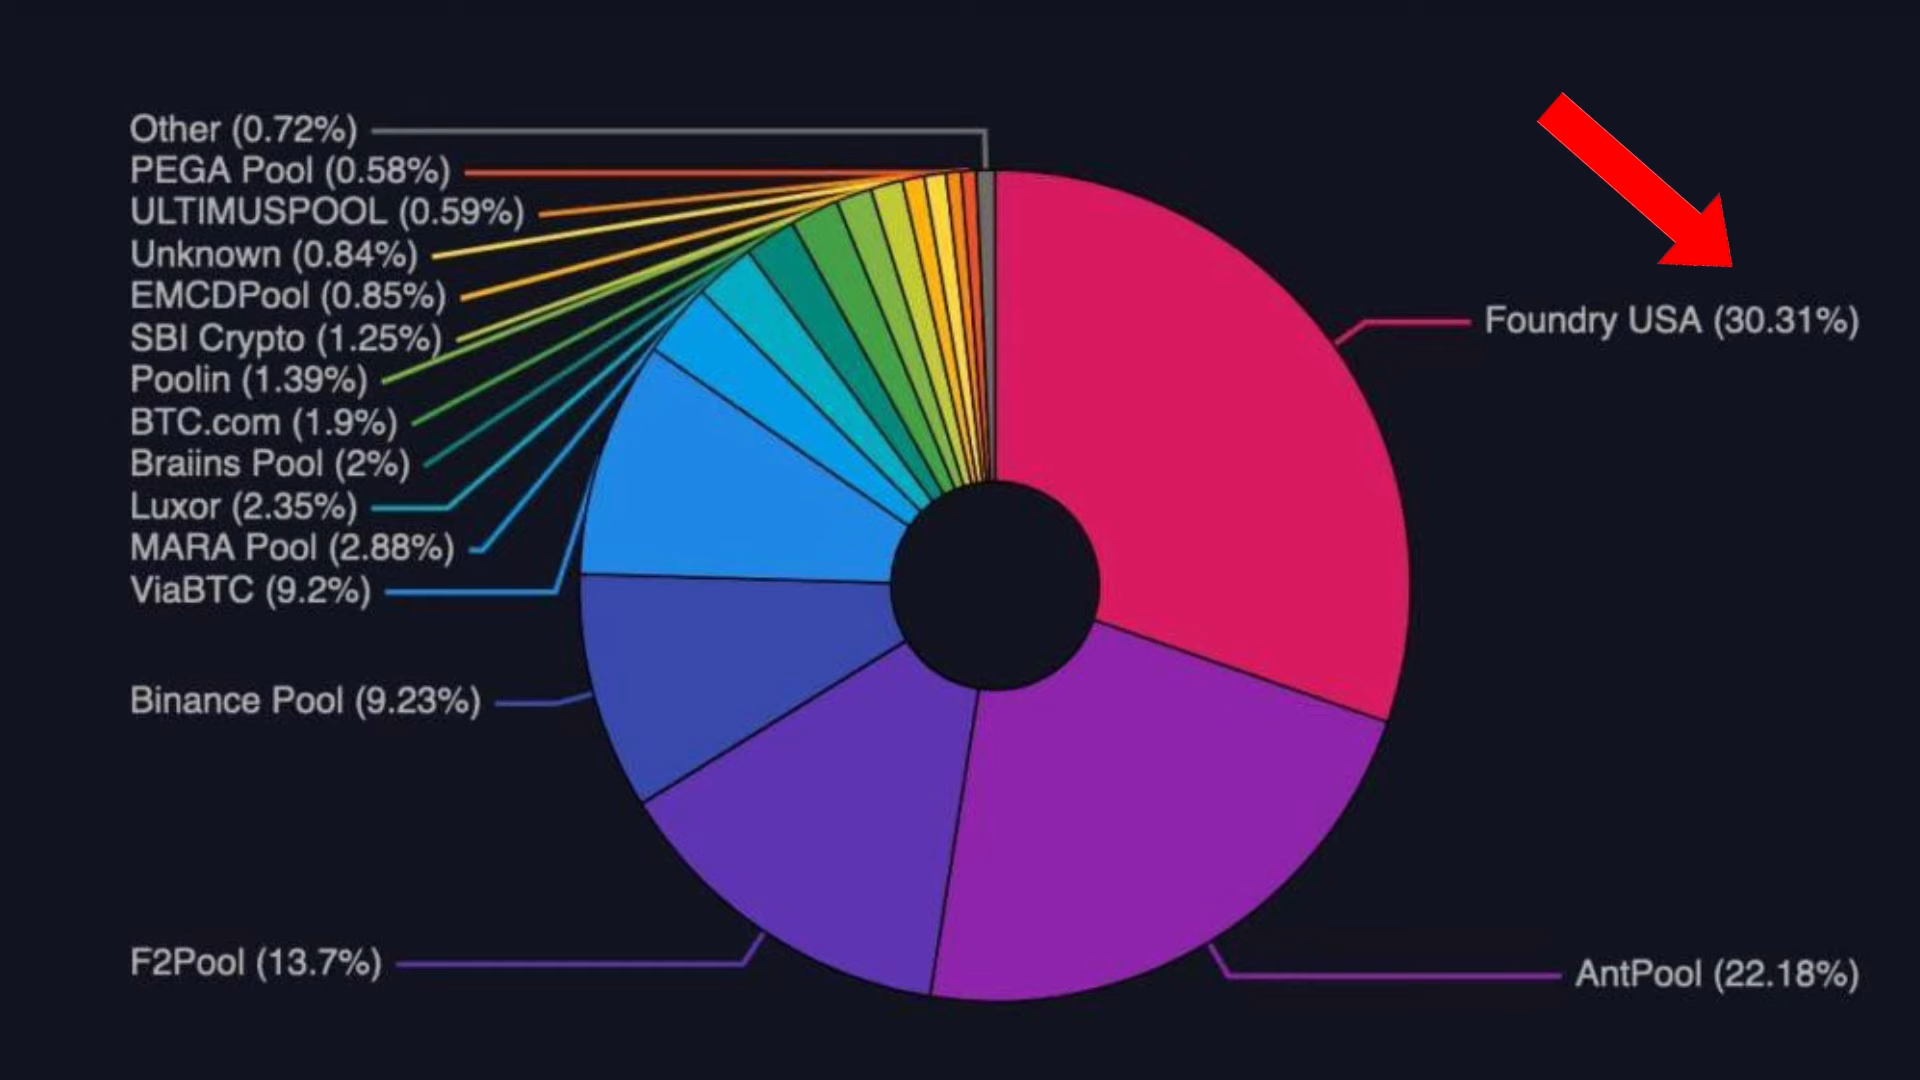 Other (0.72%)
PEGA Pool (0.58%)
ULTIMUSPOOL (0.59%)
Unknown (0.84%)
EMCDPool (0.85%)
SBI Crypto (1.25%)
Poolin (1.39%)
BTC.com (1.9%)
Braiins Pool (2%)
Luxor (2.35%)
MARA Pool (2.88%)
ViaBTC (9.2%)
Binance Pool (9.23%)
F2Pool (13.7%)
Foundry USA (30.31%)
AntPool (22.18%)